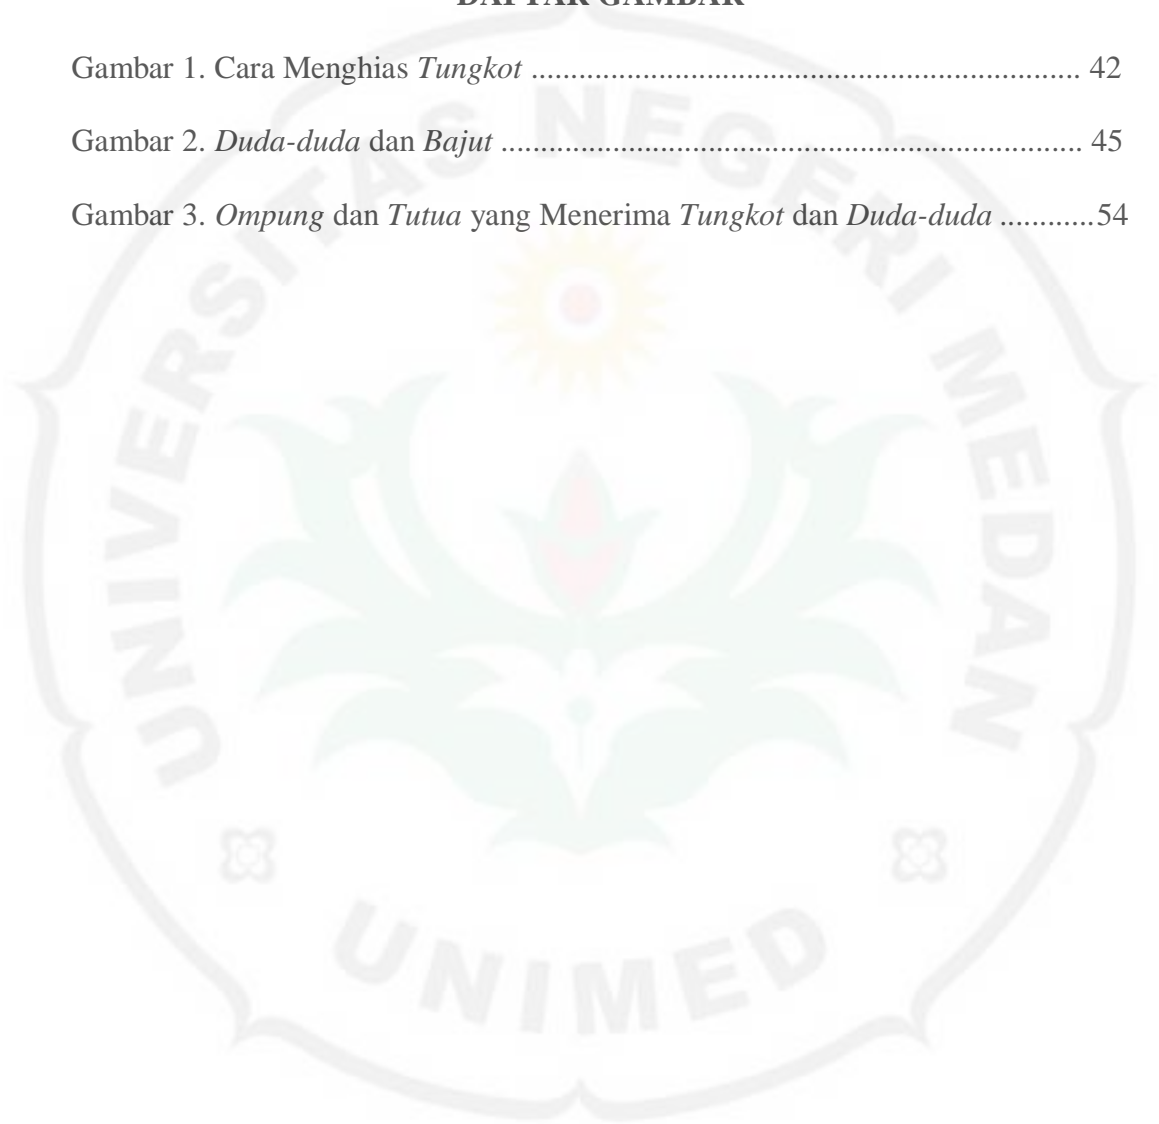 DAFTAR GAMBAR
Gambar 1. Cara Menghias Tungkot ...................................................................... 42
Gambar 2. Duda-duda dan Bajut .......................................................................... 45
Gambar 3. Ompung dan Tutua yang Menerima Tungkot dan Duda-duda ............54
UNIVERSITAS NEGERI MEDAN
UNIMED